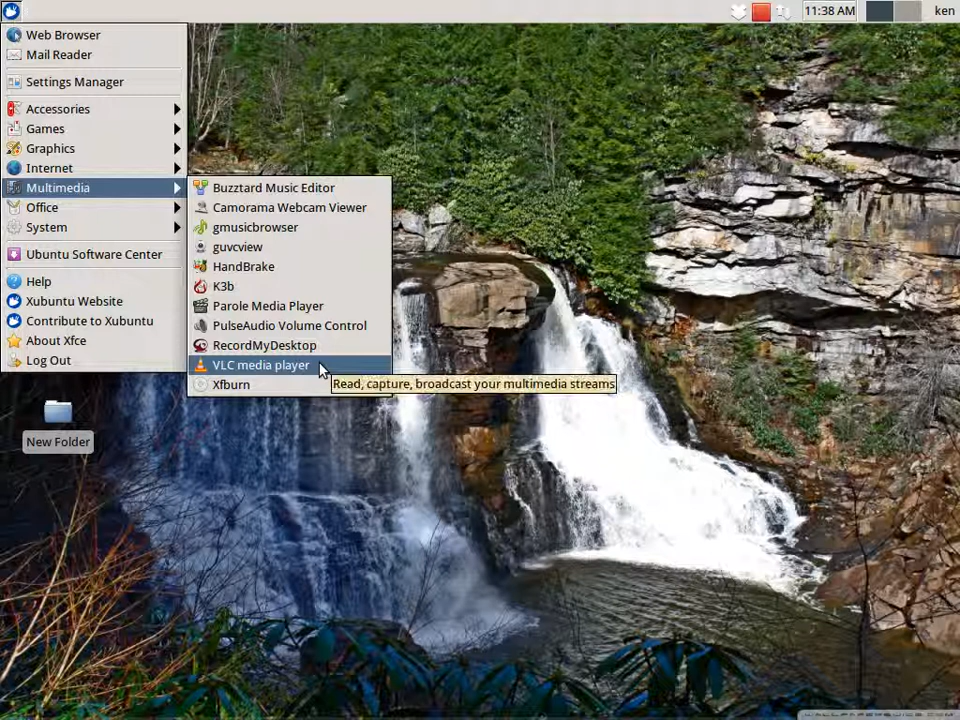 11:38 AM
ken
Web Browser
Mail Reader
Settings Manager
Accessories
Games
Graphics
Internet
Multimedia
Office
System
Ubuntu Software Center
Help
Xubuntu Website
Contribute to Xubuntu
About Xfce
Log Out
Buzztard Music Editor
Camorama Webcam Viewer
gmusicbrowser
guvcview
HandBrake
K3b
Parole Media Player
PulseAudio Volume Control
RecordMyDesktop
VLC media player
Xfburn
Read, capture, broadcast your multimedia streams
New Folder